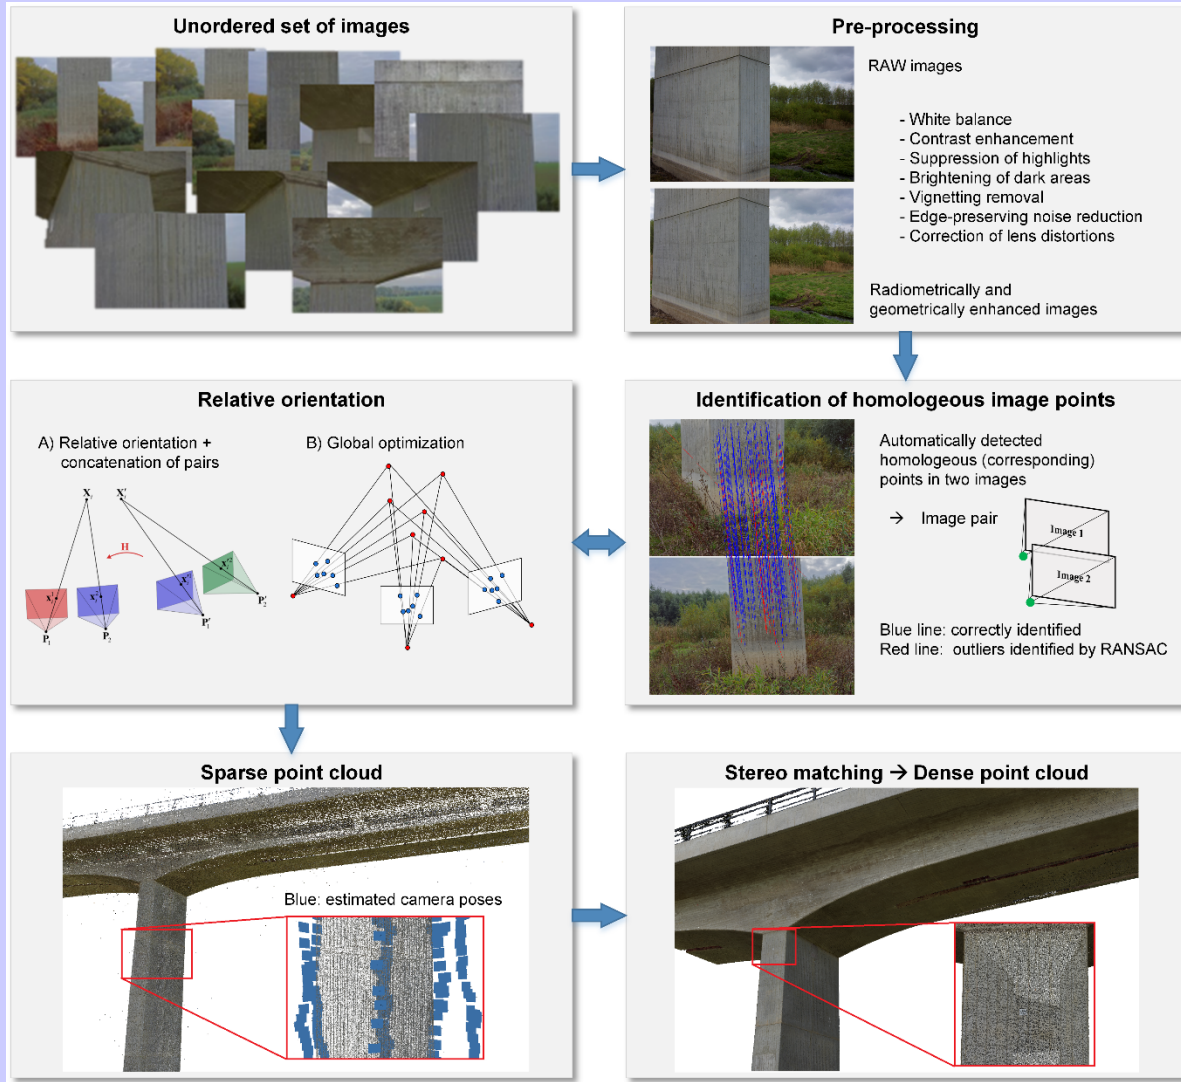 Unordered set of images
Pre-processing
RAW images
- White balance
- Contrast enhancement
- Suppression of highlights
- Brightening of dark areas
- Vignetting removal
- Edge-preserving noise reduction
- Correction of lens distortions
Radiometrically and
geometrically enhanced images
Relative orientation
A) Relative orientation +
concatenation of pairs
B) Global optimization
H
P₁
P₂
P'₁
P'₂
Identification of homologeous image points
Automatically detected
homologeous (corresponding)
points in two images
→ Image pair
Image 1
Image 2
Blue line: correctly identified
Red line: outliers identified by RANSAC
Sparse point cloud
Blue: estimated camera poses
Stereo matching → Dense point cloud